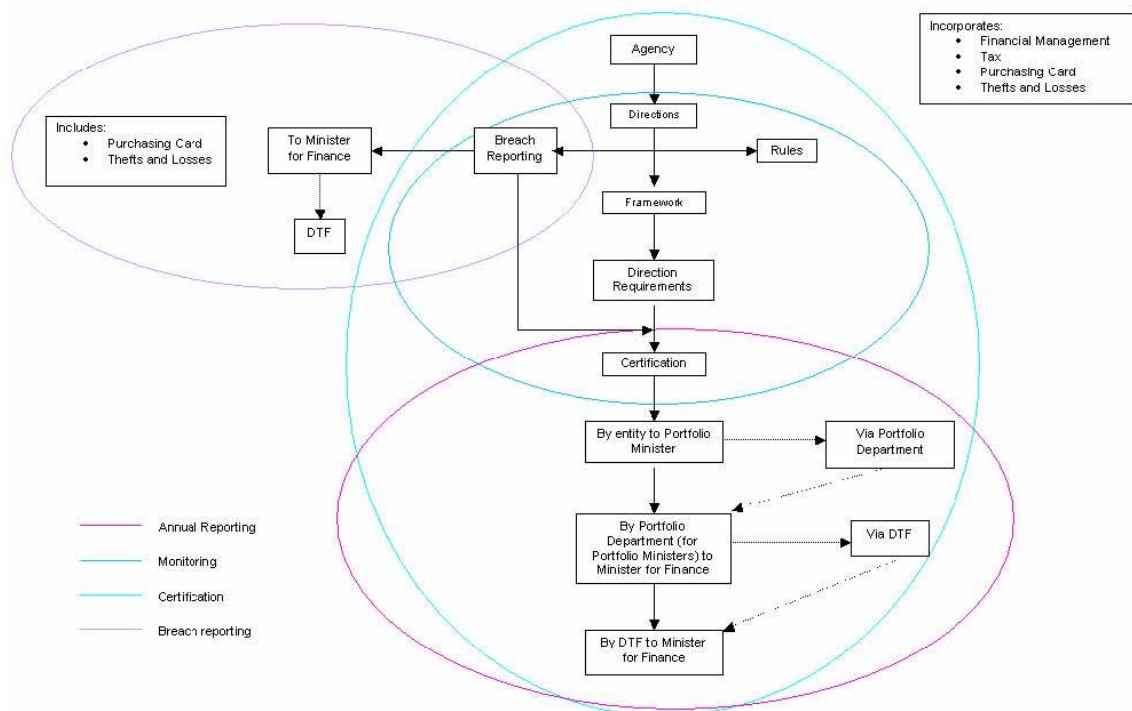 Incorporates:
• Financial Management
• Tax
• Purchasing Card
• Thefts and Losses
Agency
Directions
Includes:
• Purchasing Card
• Thefts and Losses
To Minister
for Finance
Breach
Reporting
Rules
Framework
DTF
Direction
Requirements
Certification
By entity to Portfolio
Minister
Via Portfolio
Department
By Portfolio
Department (for
Portfolio Ministers) to
Minister for Finance
Via DTF
By DTF to Minister
for Finance
Annual Reporting
Monitoring
Certification
Breach reporting